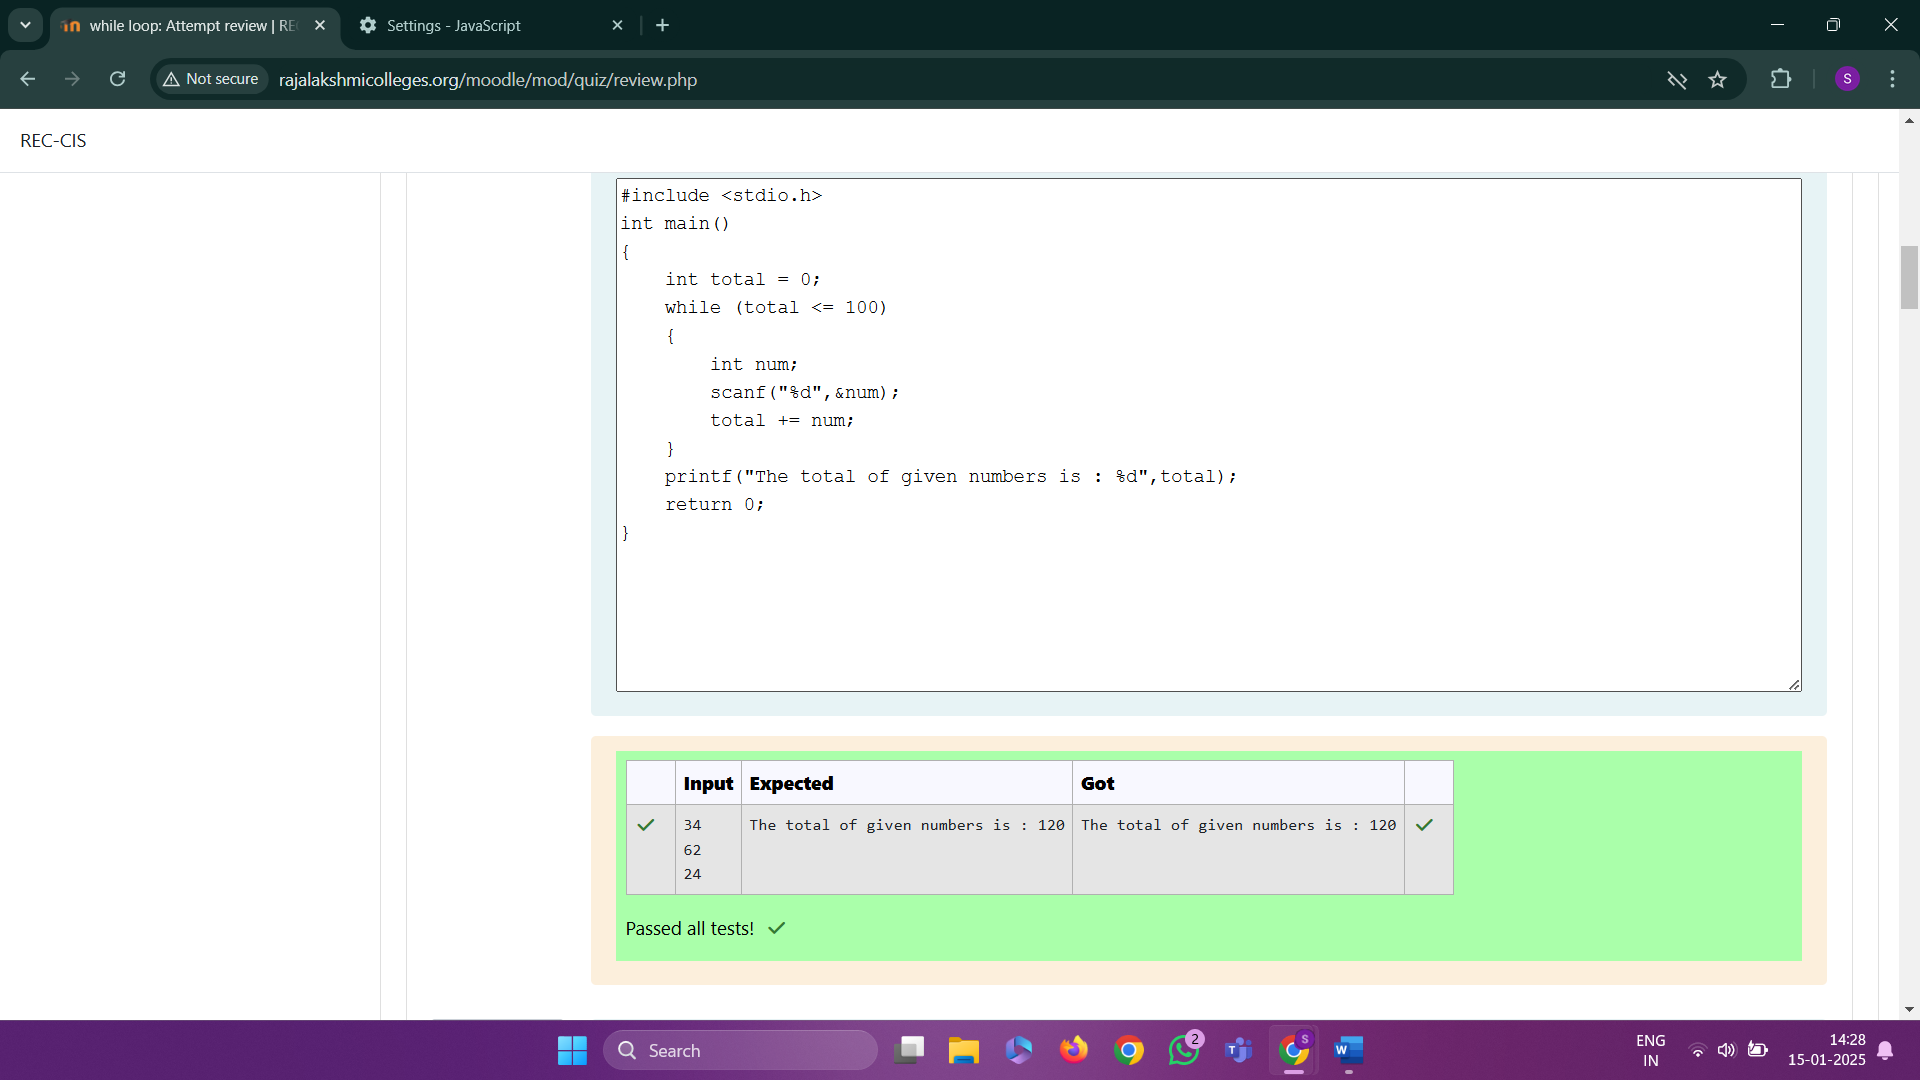 while loop: Attempt review | RE
Settings - JavaScript
Not secure
rajalakshmicolleges.org/moodle/mod/quiz/review.php
S
REC-CIS
#include <stdio.h>
int main()
{
    int total = 0;
    while (total <= 100)
    {
        int num;
        scanf("%d",&num);
        total += num;
    }
    printf("The total of given numbers is : %d",total);
    return 0;
}
Input Expected Got
34 The total of given numbers is : 120 The total of given numbers is : 120
62
24
Passed all tests!
Search
2
T
S
W
ENG
IN
14:28
15-01-2025